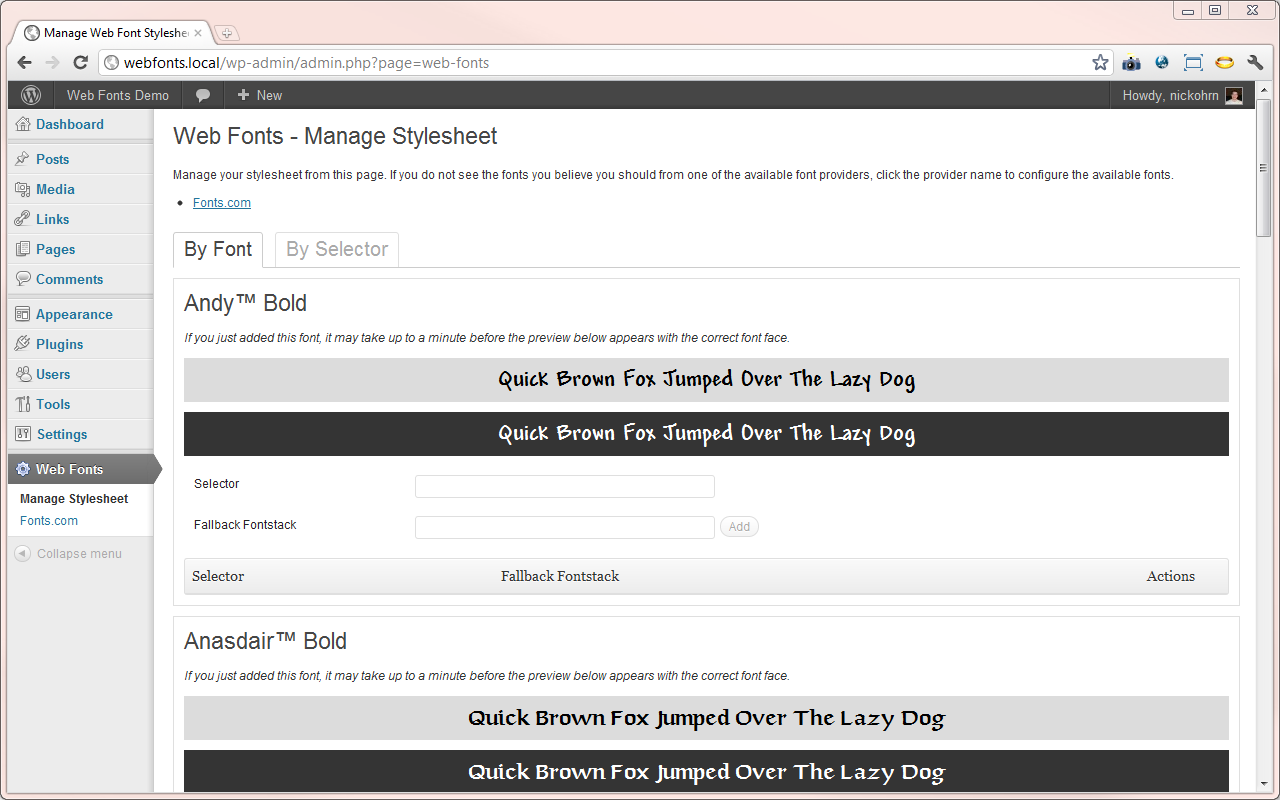 Manage Web Font Styleshe
webfonts.local/wp-admin/admin.php?page=web-fonts
Web Fonts Demo
New
Howdy, nickohrn
Dashboard
Posts
Media
Links
Pages
Comments
Appearance
Plugins
Users
Tools
Settings
Web Fonts
Manage Stylesheet
Fonts.com
Collapse menu
Web Fonts - Manage Stylesheet
Manage your stylesheet from this page. If you do not see the fonts you believe you should from one of the available font providers, click the provider name to configure the available fonts.
Fonts.com
By Font
By Selector
Andy™ Bold
If you just added this font, it may take up to a minute before the preview below appears with the correct font face.
Quick Brown Fox Jumped Over The Lazy Dog
Quick Brown Fox Jumped Over The Lazy Dog
Selector
Fallback Fontstack
Add
Selector Fallback Fontstack Actions
Anasdair™ Bold
If you just added this font, it may take up to a minute before the preview below appears with the correct font face.
Quick Brown Fox Jumped Over The Lazy Dog
Quick Brown Fox Jumped Over The Lazy Dog